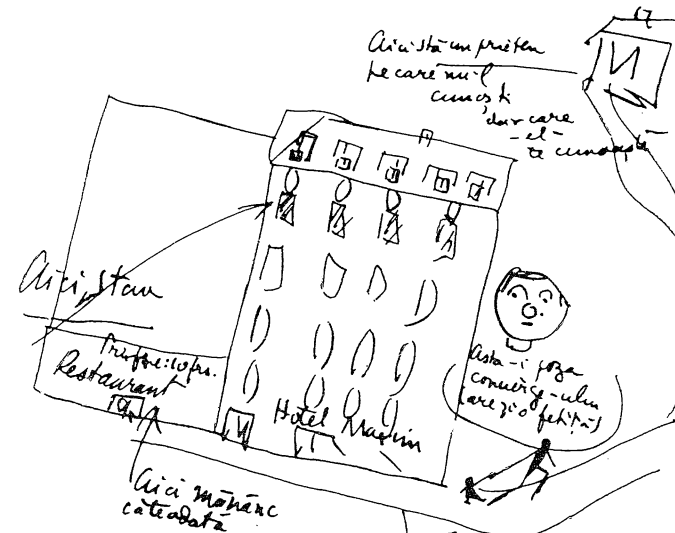 Aici stă un prieten
pe care nu-l
cunoști
dar care
-el-
te cunoaște
Aici, stau
Restaurant
Hotel Maxim
Asta-i poza
Aici mănânc
câteodată